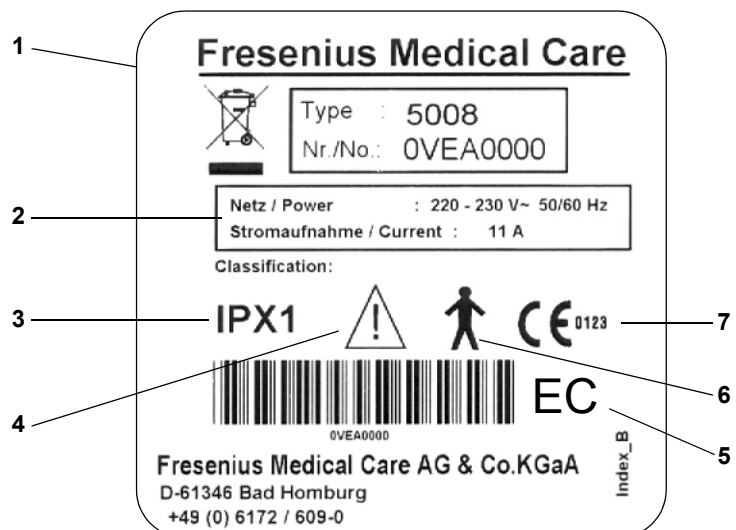 1
Fresenius Medical Care
Type : 5008
Nr./No.: 0VEA0000
2
Netz / Power : 220 - 230 V~ 50/60 Hz
Stromaufnahme / Current : 11 A
Classification:
3
IPX1
!
CE 0123
7
6
4
EC
5
0VEA0000
Index_B
Fresenius Medical Care AG & Co.KGaA
D-61346 Bad Homburg
+49 (0) 6172 / 609-0